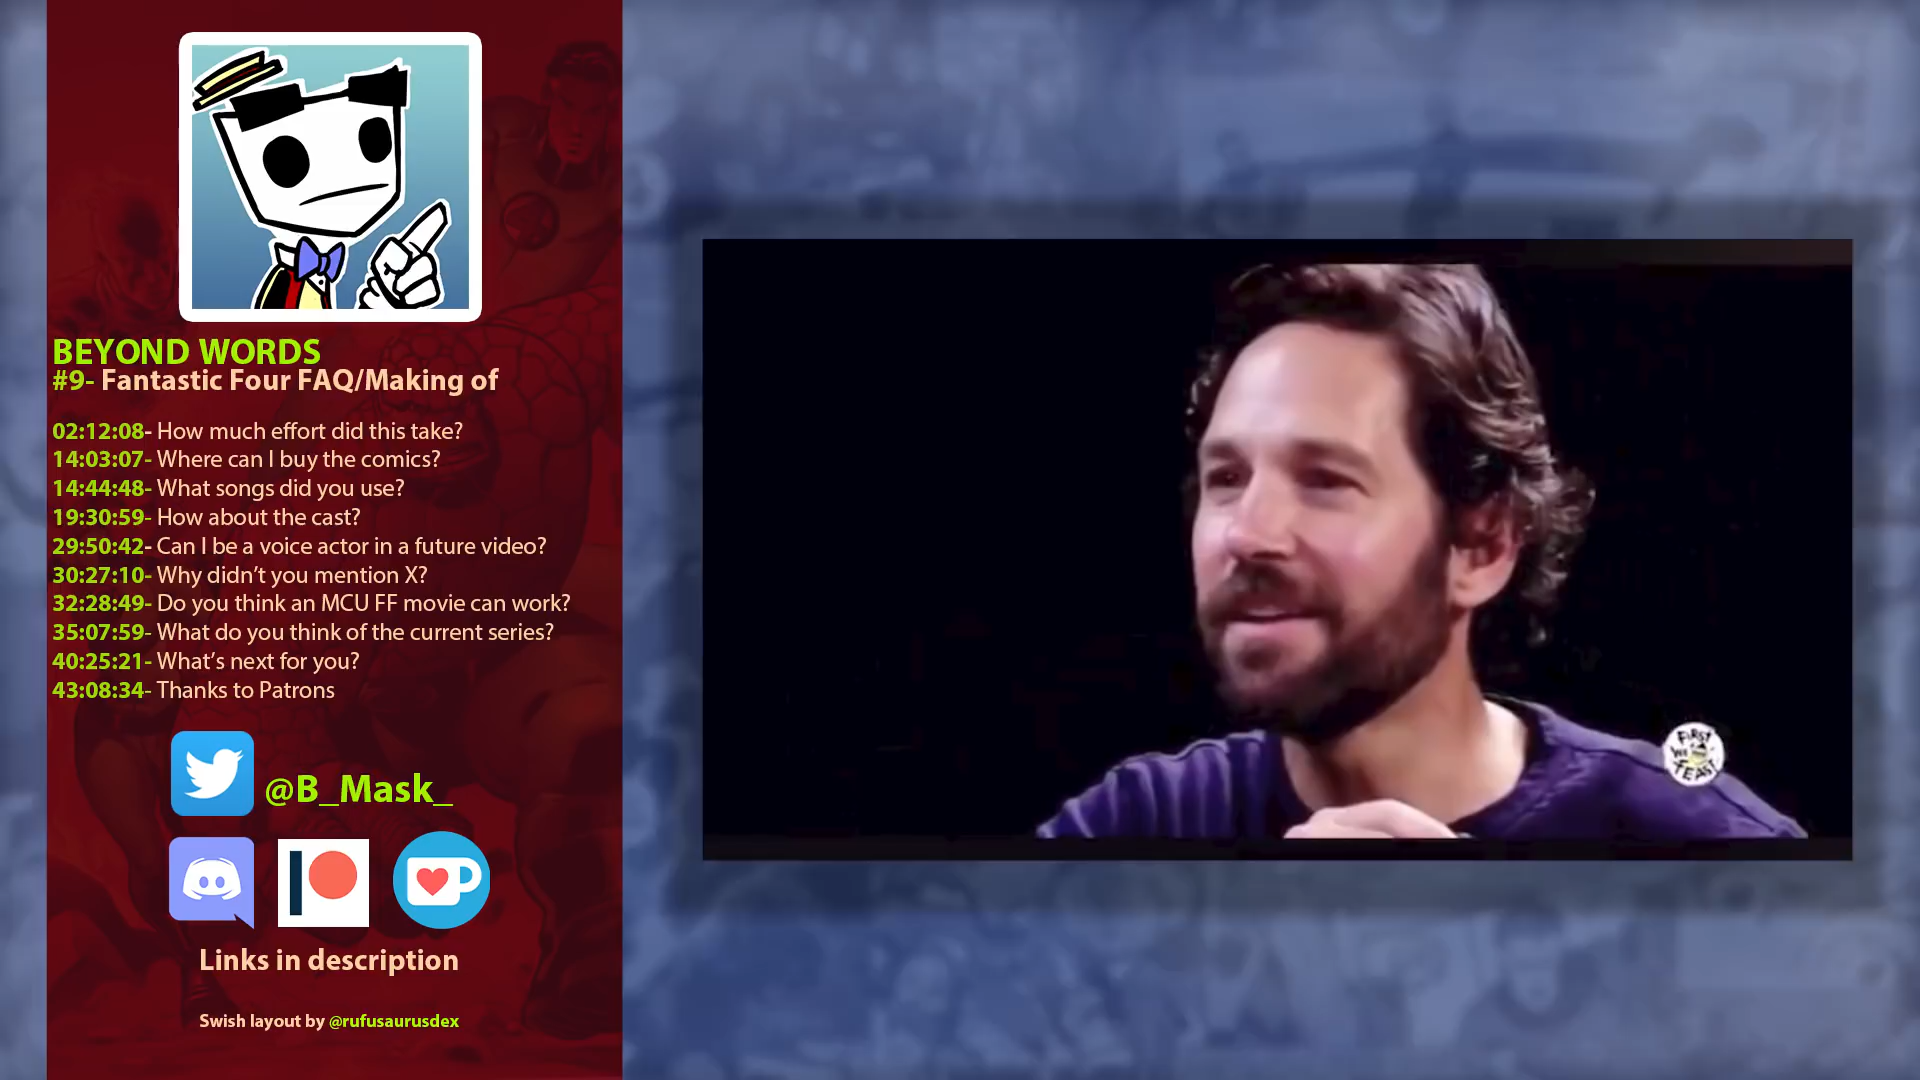 BEYOND WORDS
#9- Fantastic Four FAQ/Making of
02:12:08- How much effort did this take?
14:03:07- Where can I buy the comics?
14:44:48- What songs did you use?
19:30:59- How about the cast?
29:50:42- Can I be a voice actor in a future video?
30:27:10- Why didn't you mention X?
32:28:49- Do you think an MCU FF movie can work?
35:07:59- What do you think of the current series?
40:25:21- What's next for you?
43:08:34- Thanks to Patrons
@B_Mask_
Links in description
Swish layout by @rufusaurusdex
FIRST
WE
FEAST